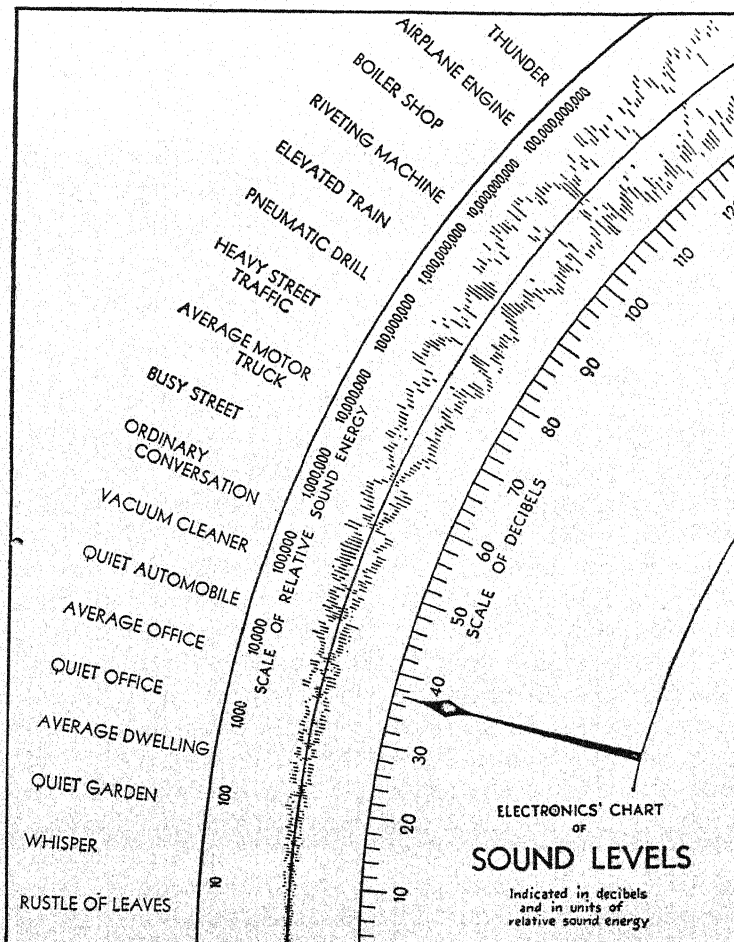 THUNDER
AIRPLANE ENGINE
BOILER SHOP
RIVETING MACHINE
ELEVATED TRAIN
PNEUMATIC DRILL
HEAVY STREET
TRAFFIC
AVERAGE MOTOR
TRUCK
BUSY STREET
ORDINARY
CONVERSATION
VACUUM CLEANER
QUIET AUTOMOBILE
AVERAGE OFFICE
QUIET OFFICE
AVERAGE DWELLING
QUIET GARDEN
WHISPER
RUSTLE OF LEAVES
100,000,000,000
10,000,000,000
1,000,000,000
100,000,000
10,000,000
1,000,000
100,000
10,000
1,000
100
10
SCALE OF RELATIVE SOUND ENERGY
120
110
100
90
80
70
60
50
40
30
20
10
SCALE OF DECIBELS
ELECTRONICS' CHART
OF
SOUND LEVELS
Indicated in decibels
and in units of
relative sound energy